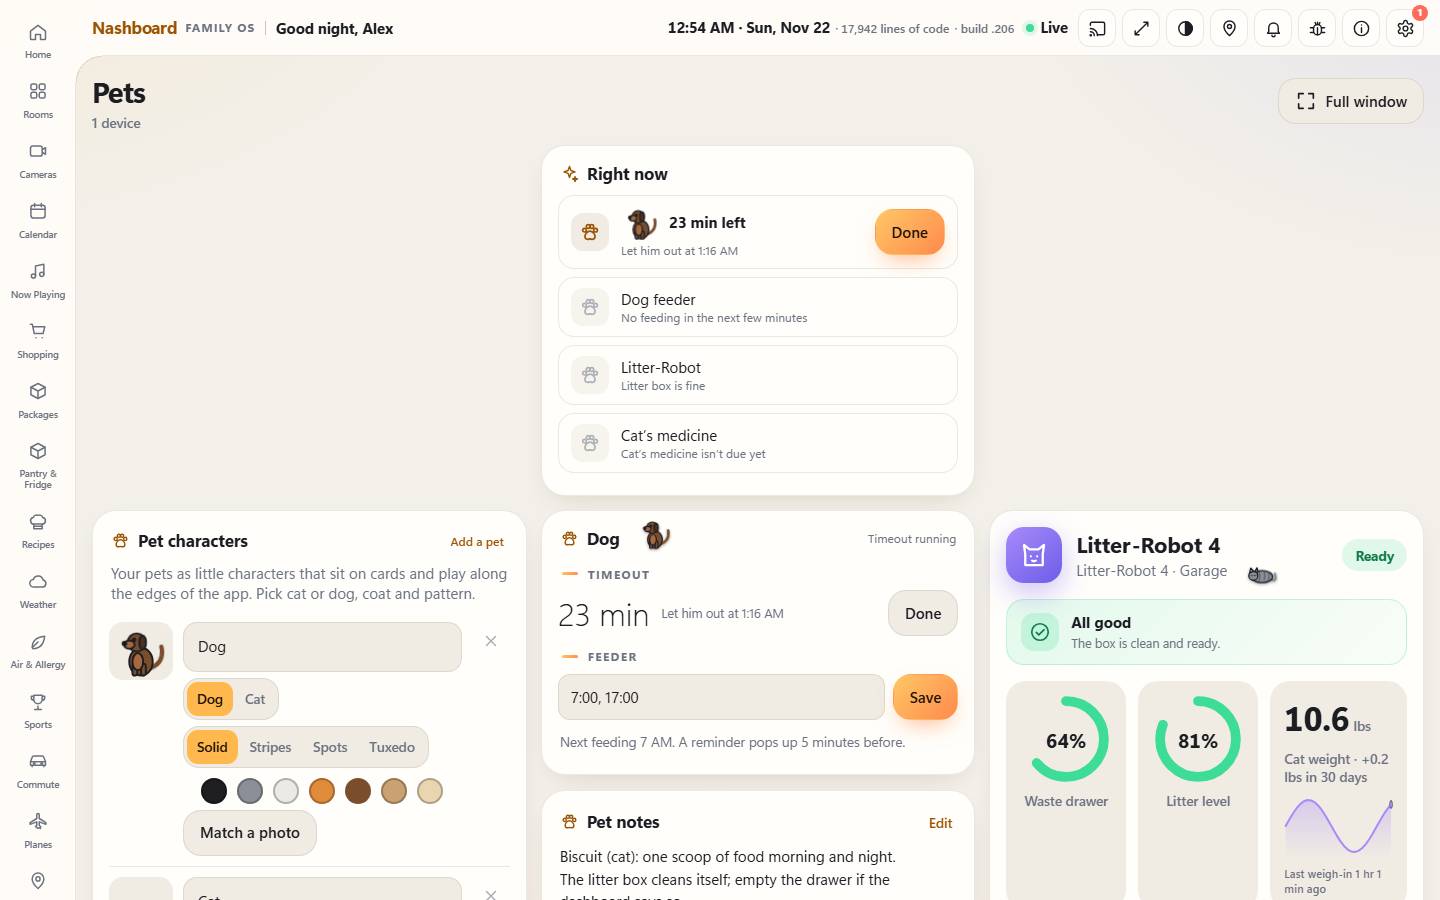 Nashboard FAMILY OS Good night, Alex
12:54 AM · Sun, Nov 22 · 17,942 lines of code · build .206 Live
1
Home
Rooms
Cameras
Calendar
Now Playing
Shopping
Packages
Pantry &
Fridge
Recipes
Weather
Air & Allergy
Sports
Commute
Planes
Pets
1 device
Full window
Right now
23 min left
Let him out at 1:16 AM
Done
Dog feeder
No feeding in the next few minutes
Litter-Robot
Litter box is fine
Cat's medicine
Cat's medicine isn't due yet
Pet characters
Add a pet
Your pets as little characters that sit on cards and play along
the edges of the app. Pick cat or dog, coat and pattern.
Dog
Dog Cat
Solid Stripes Spots Tuxedo
Match a photo
Dog
Timeout running
TIMEOUT
23 min Let him out at 1:16 AM
Done
FEEDER
7:00, 17:00
Save
Next feeding 7 AM. A reminder pops up 5 minutes before.
Pet notes
Edit
Biscuit (cat): one scoop of food morning and night.
The litter box cleans itself; empty the drawer if the
Litter-Robot 4
Litter-Robot 4 · Garage
Ready
All good
The box is clean and ready.
64%
Waste drawer
81%
Litter level
10.6 lbs
Cat weight · +0.2
lbs in 30 days
Last weigh-in 1 hr 1
min ago